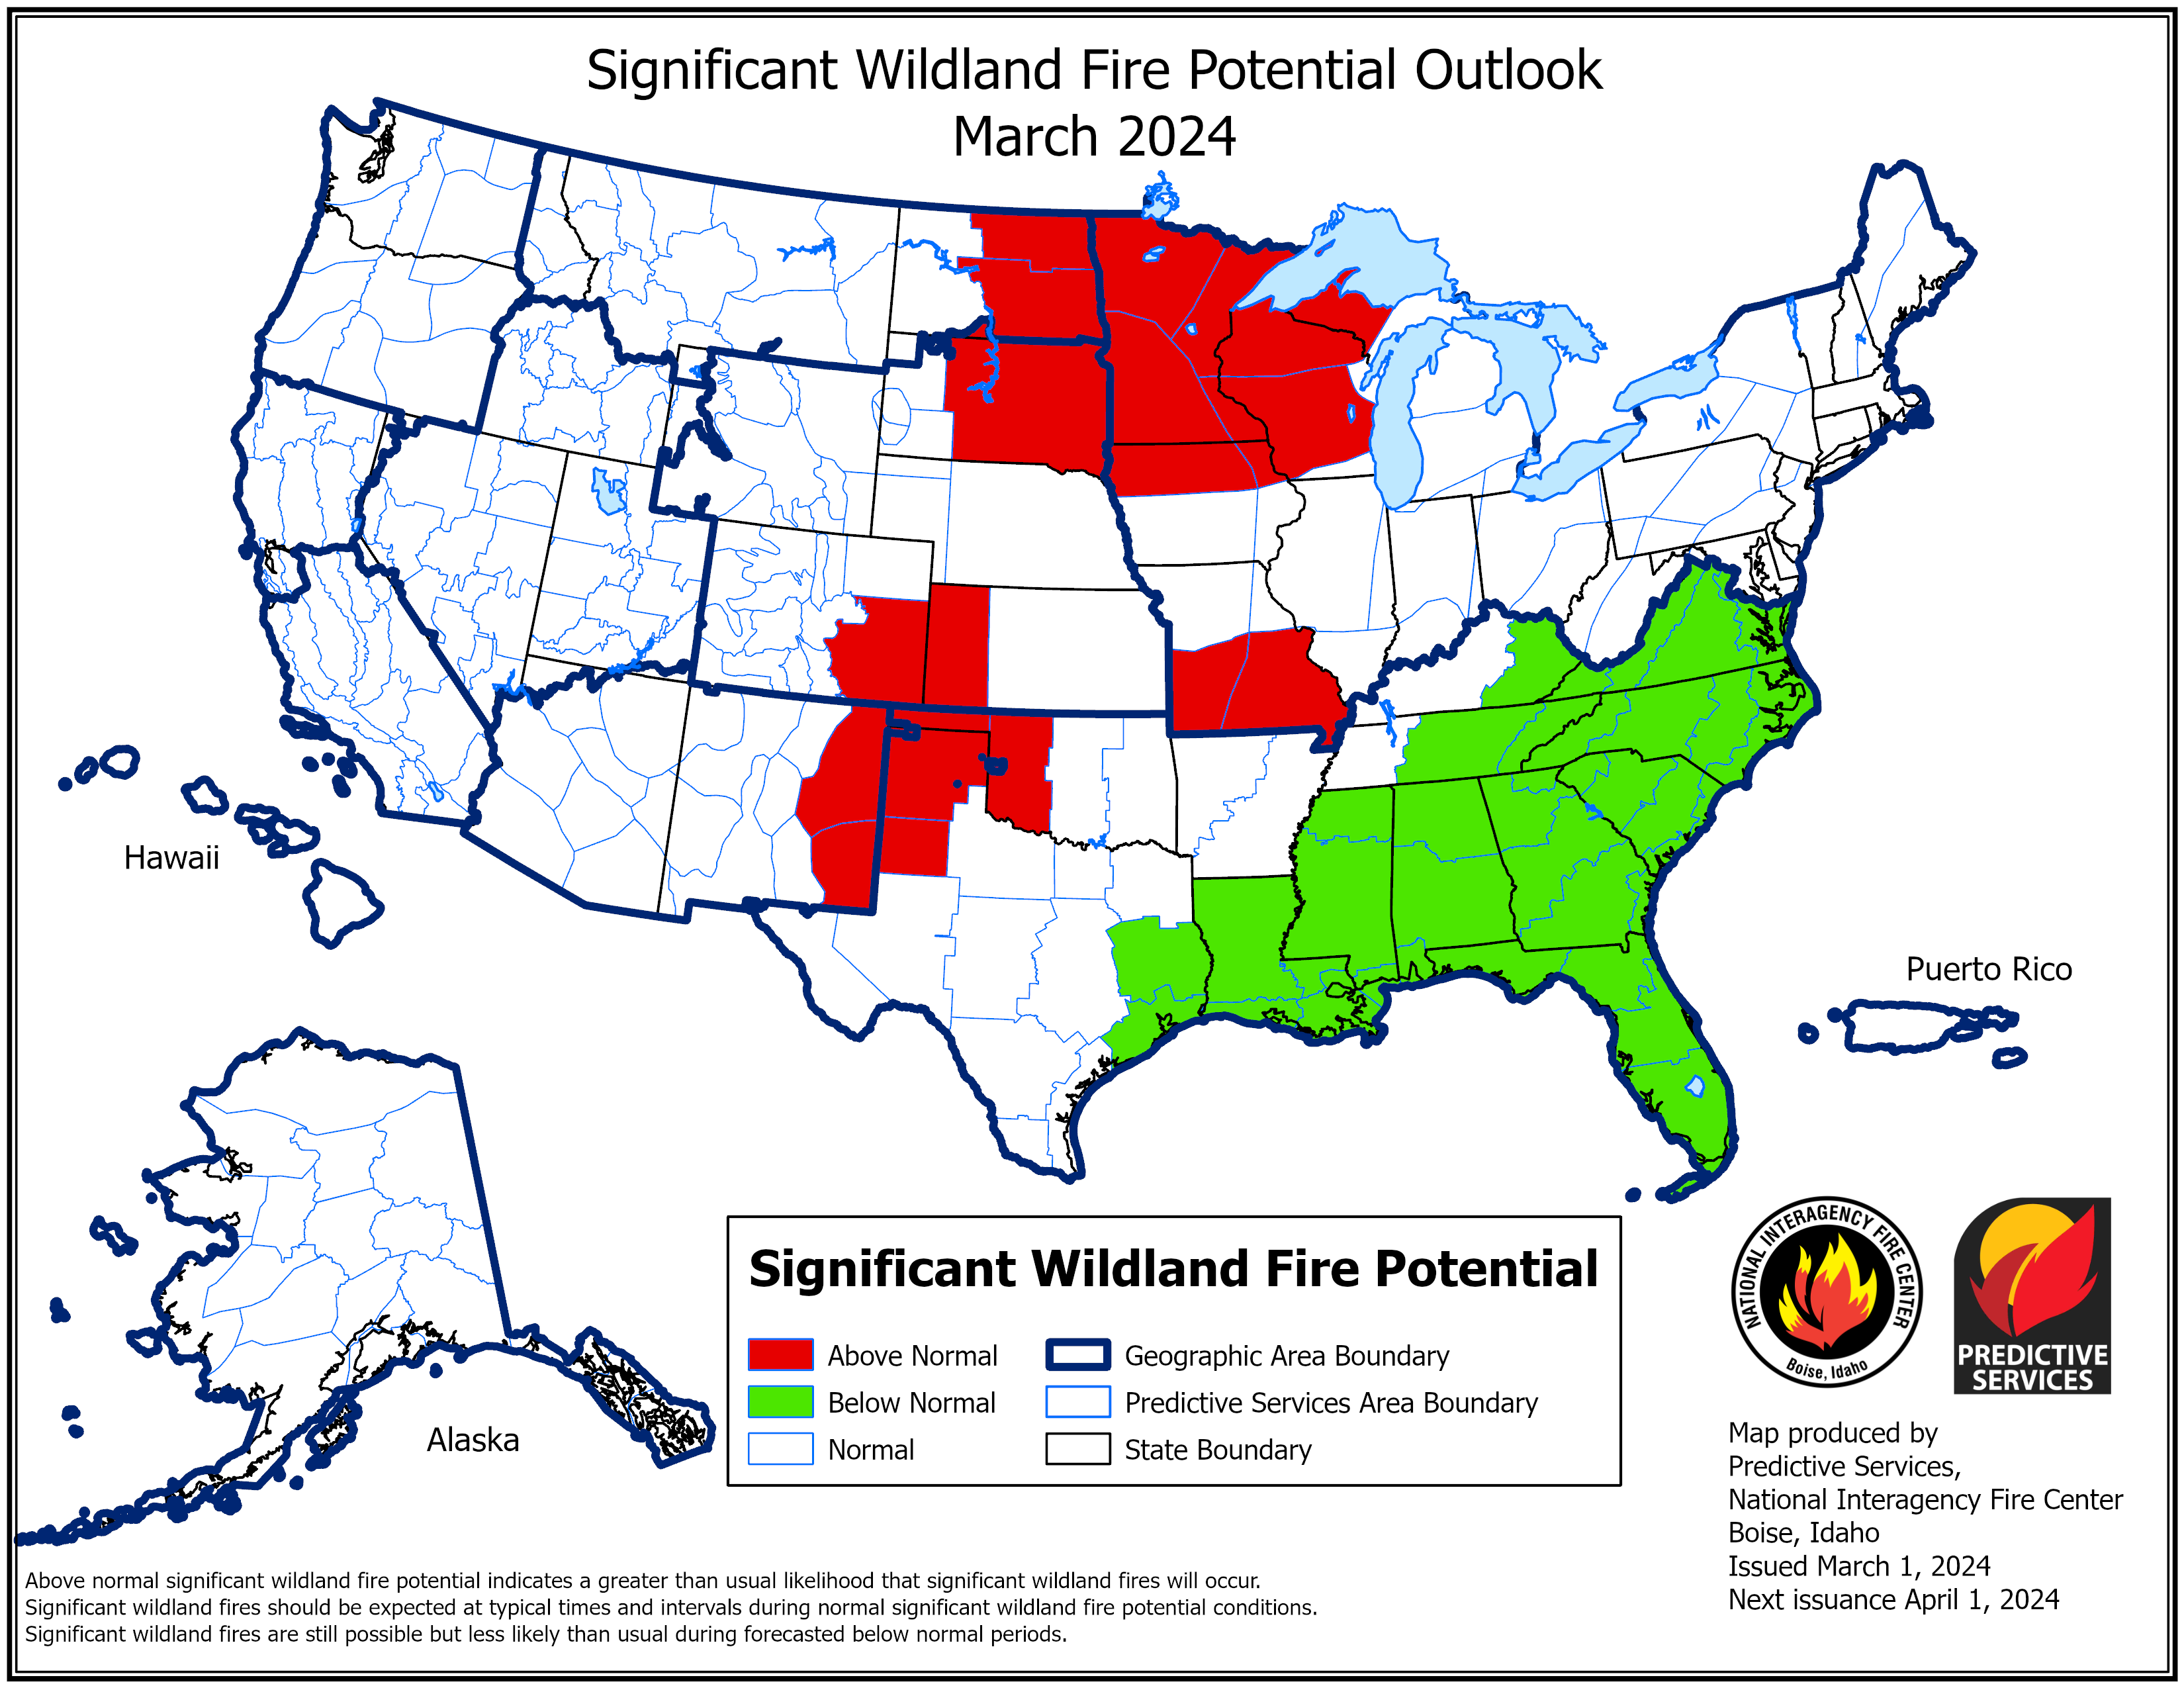 Significant Wildland Fire Potential Outlook
March 2024
Hawaii
Puerto Rico
Alaska
Significant Wildland Fire Potential
Above Normal
Below Normal
Normal
Geographic Area Boundary
Predictive Services Area Boundary
State Boundary
NATIONAL INTERAGENCY FIRE CENTER
Boise, Idaho
PREDICTIVE
SERVICES
Map produced by
Predictive Services,
National Interagency Fire Center
Boise, Idaho
Issued March 1, 2024
Next issuance April 1, 2024
Above normal significant wildland fire potential indicates a greater than usual likelihood that significant wildland fires will occur.
Significant wildland fires should be expected at typical times and intervals during normal significant wildland fire potential conditions.
Significant wildland fires are still possible but less likely than usual during forecasted below normal periods.